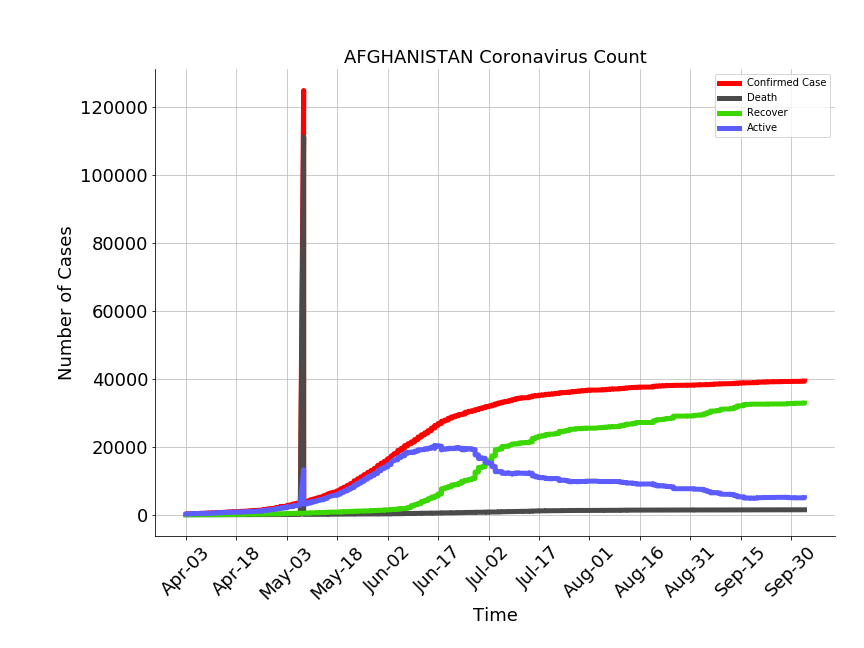 AFGHANISTAN Coronavirus Count
Confirmed Case
Death
Recover
Active
Number of Cases
120000
100000
80000
60000
40000
20000
0
Apr-03
Apr-18
May-03
May-18
Jun-02
Jun-17
Jul-02
Jul-17
Aug-01
Aug-16
Aug-31
Sep-15
Sep-30
Time